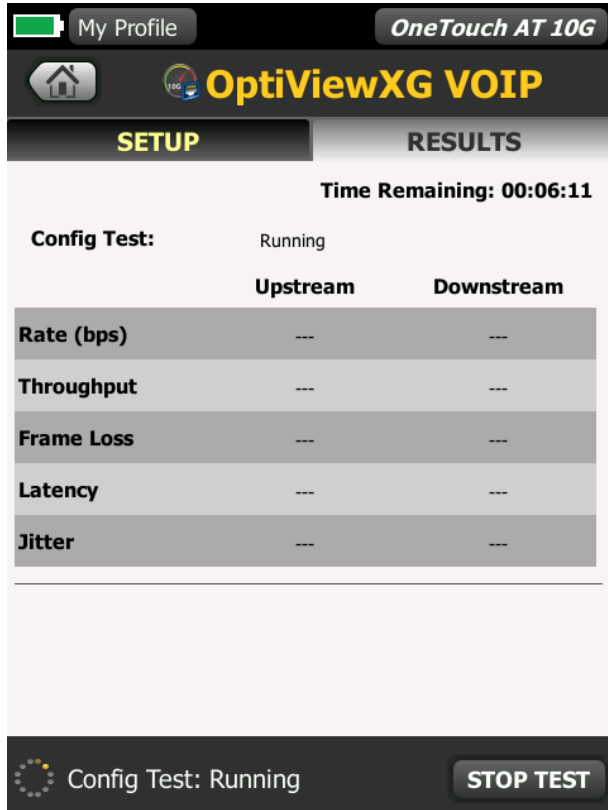 My Profile OneTouch AT 10G
10G OptiViewXG VOIP
SETUP RESULTS
Time Remaining: 00:06:11
Config Test: Running
Upstream Downstream
Rate (bps) --- ---
Throughput --- ---
Frame Loss --- ---
Latency --- ---
Jitter --- ---
Config Test: Running STOP TEST